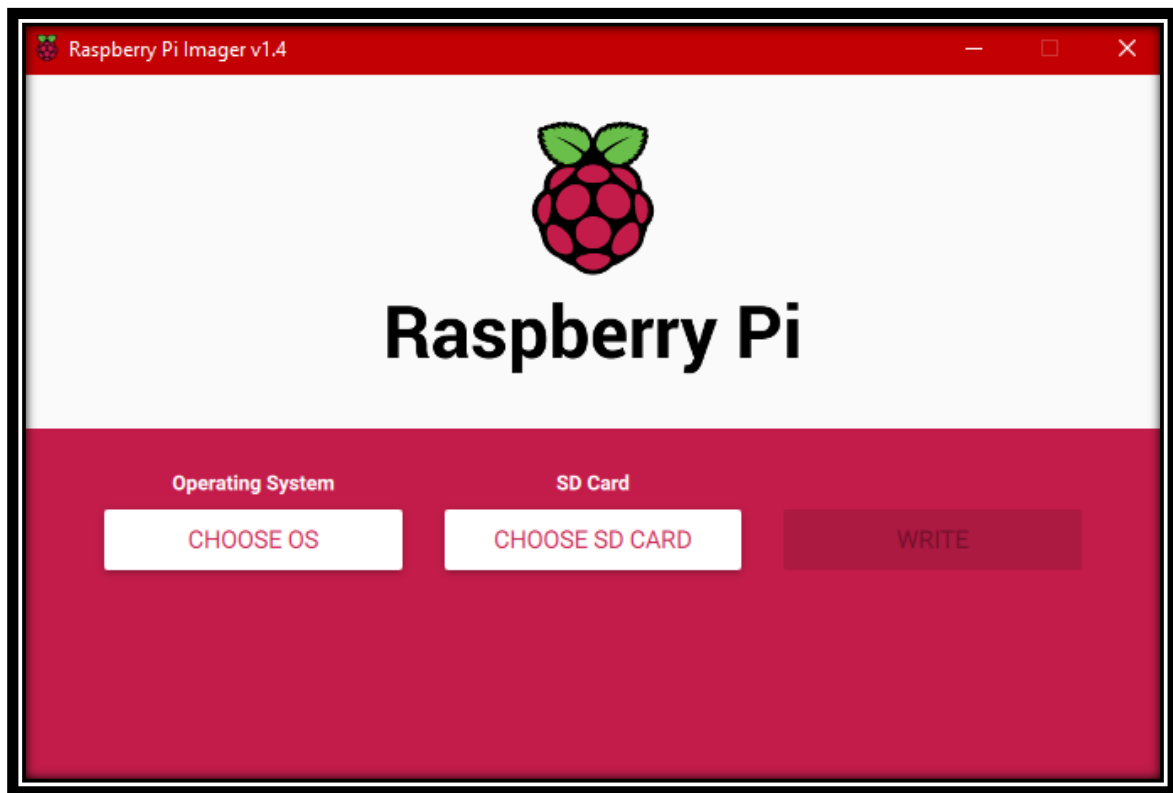 Raspberry Pi Imager v1.4
Raspberry Pi
Operating System
SD Card
CHOOSE OS
CHOOSE SD CARD
WRITE